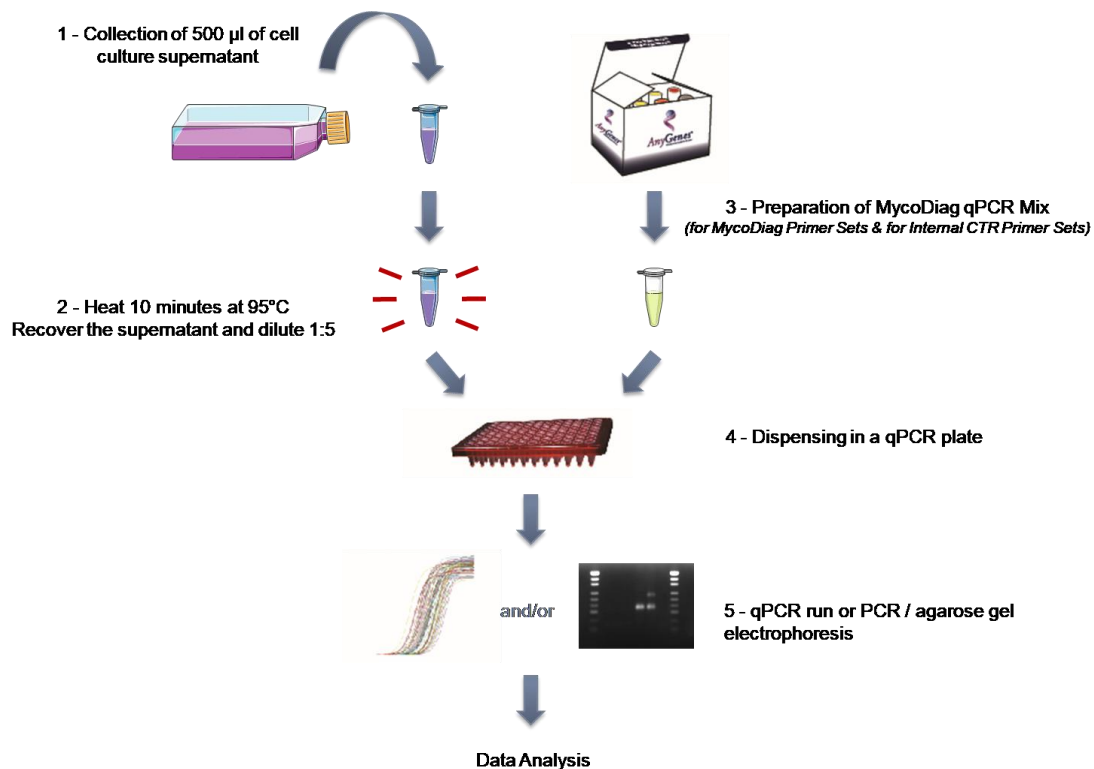 1 - Collection of 500 µl of cell
culture supernatant
AnyGenes
AnyGenes
3 - Preparation of MycoDiag qPCR Mix
(for MycoDiag Primer Sets & for Internal CTR Primer Sets)
2 - Heat 10 minutes at 95°C
Recover the supernatant and dilute 1:5
4 - Dispensing in a qPCR plate
and/or
5 - qPCR run or PCR / agarose gel
electrophoresis
Data Analysis